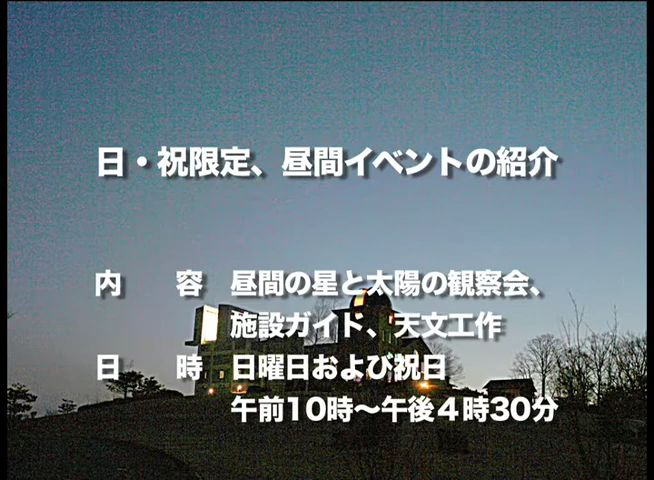 日・祝限定、昼間イベントの紹介
内　　容　昼間の星と太陽の観察会、
施設ガイド、天文工作
日　　時　日曜日および祝日
午前10時～午後４時30分